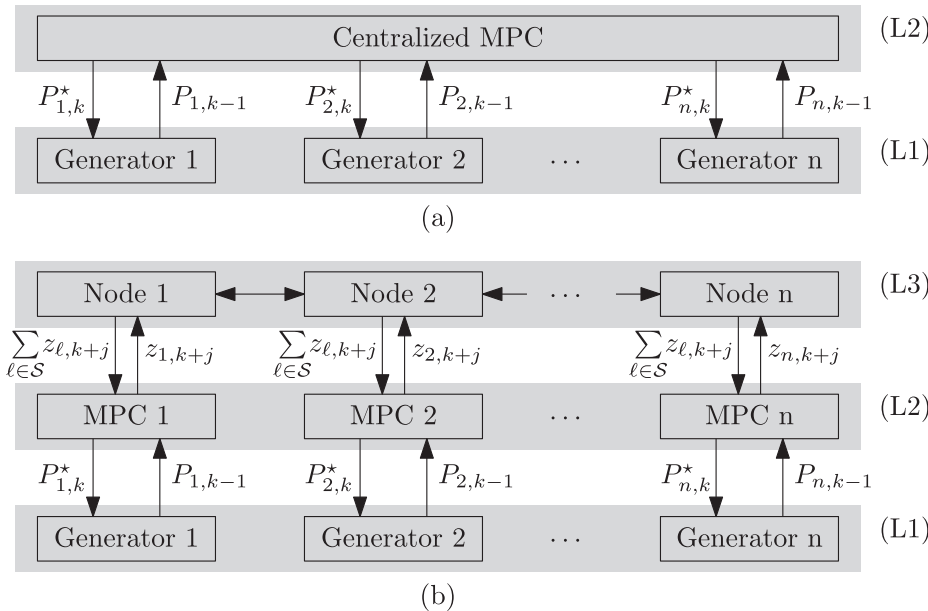 Centralized MPC (L2)
P⋆1,k P1,k−1 P⋆2,k P2,k−1 P⋆n,k Pn,k−1
Generator 1 Generator 2 ··· Generator n (L1)
(a)
Node 1 Node 2 ··· Node n (L3)
∑ℓ∈S zℓ,k+j z1,k+j ∑ℓ∈S zℓ,k+j z2,k+j ∑ℓ∈S zℓ,k+j zn,k+j
MPC 1 MPC 2 ··· MPC n (L2)
P⋆1,k P1,k−1 P⋆2,k P2,k−1 P⋆n,k Pn,k−1
Generator 1 Generator 2 ··· Generator n (L1)
(b)